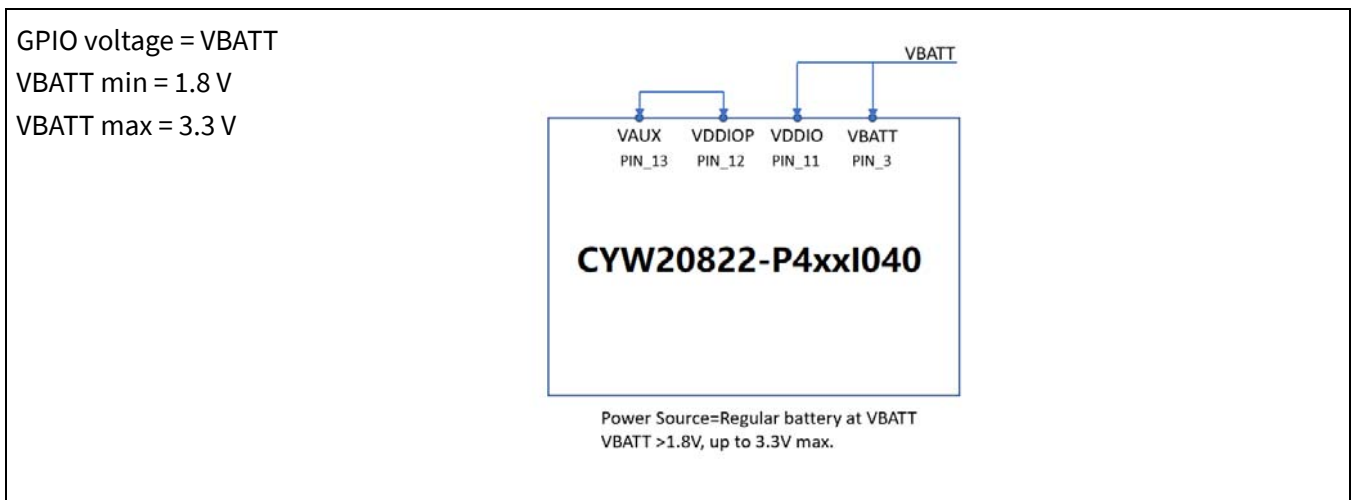 GPIO voltage = VBATT
VBATT min = 1.8 V
VBATT max = 3.3 V
VBATT
VAUX VDDIOP VDDIO VBATT
PIN_13 PIN_12 PIN_11 PIN_3
CYW20822-P4xxI040
Power Source=Regular battery at VBATT
VBATT >1.8V, up to 3.3V max.